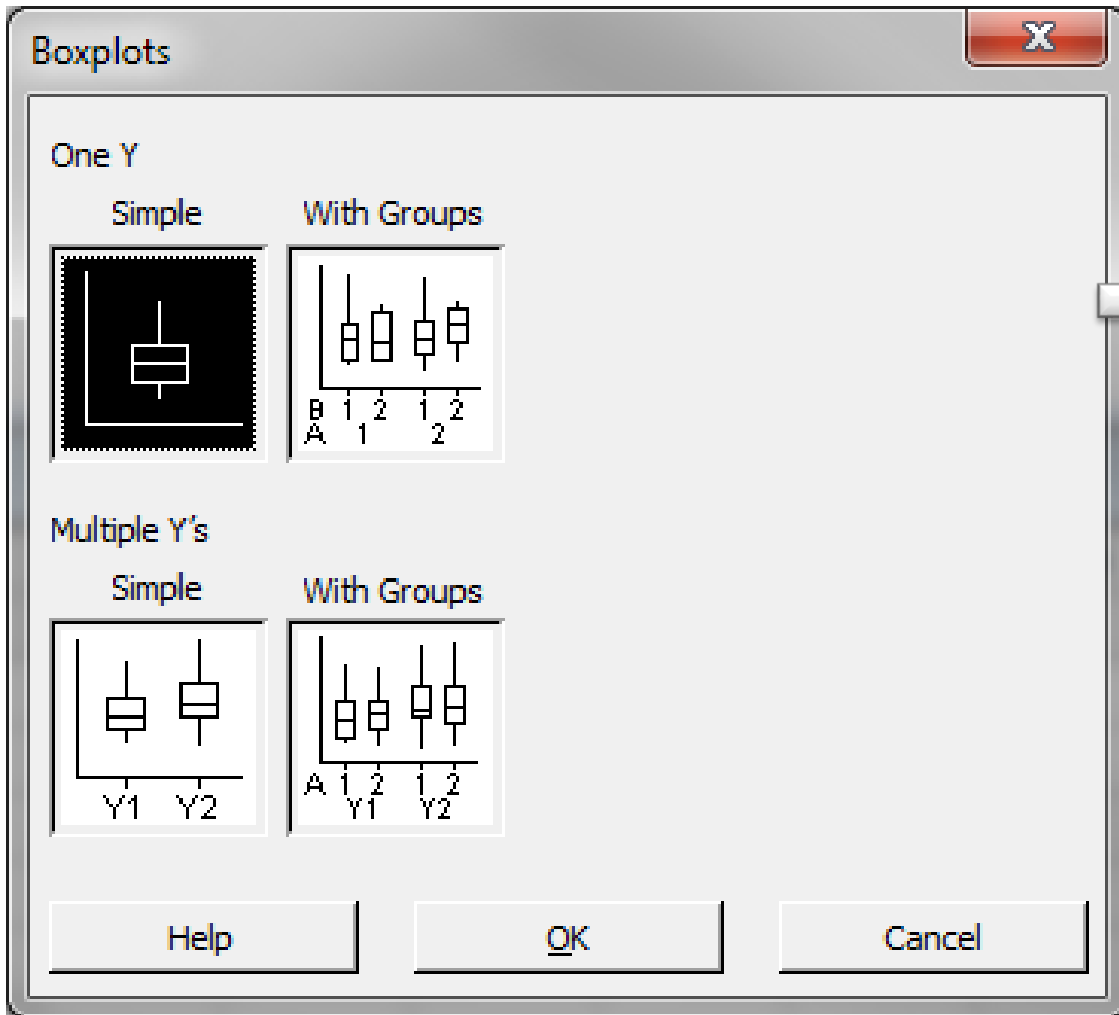 Boxplots
X
One Y
Simple With Groups
B 1 2 1 2
A 1 2
Multiple Y's
Simple With Groups
Y1 Y2
A 1 2 1 2
Y1 Y2
Help OK Cancel